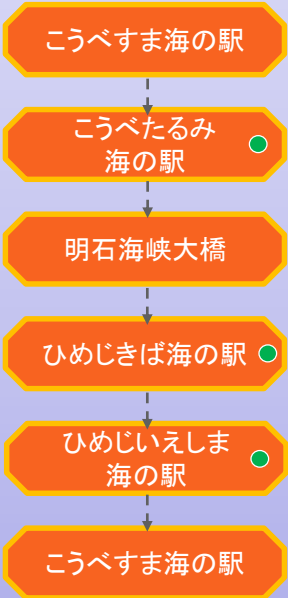 こうべすま海の駅
こうべたるみ
海の駅
明石海峡大橋
ひめじきば海の駅
ひめじいえしま
海の駅
こうべすま海の駅